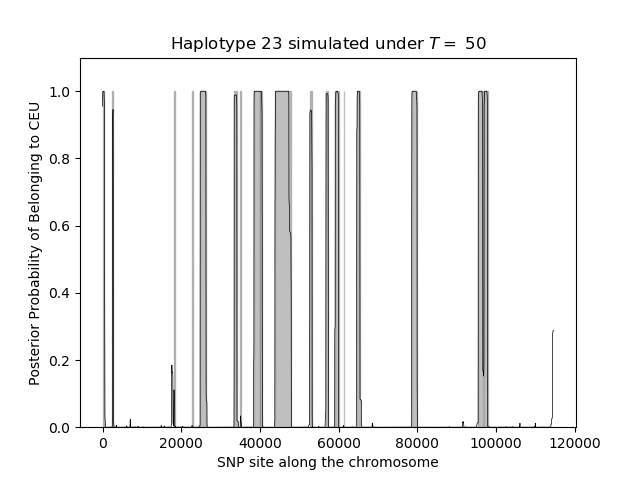 Haplotype 23 simulated under T = 50
Posterior Probability of Belonging to CEU
1.0
0.8
0.6
0.4
0.2
0.0
0 20000 40000 60000 80000 100000 120000
SNP site along the chromosome